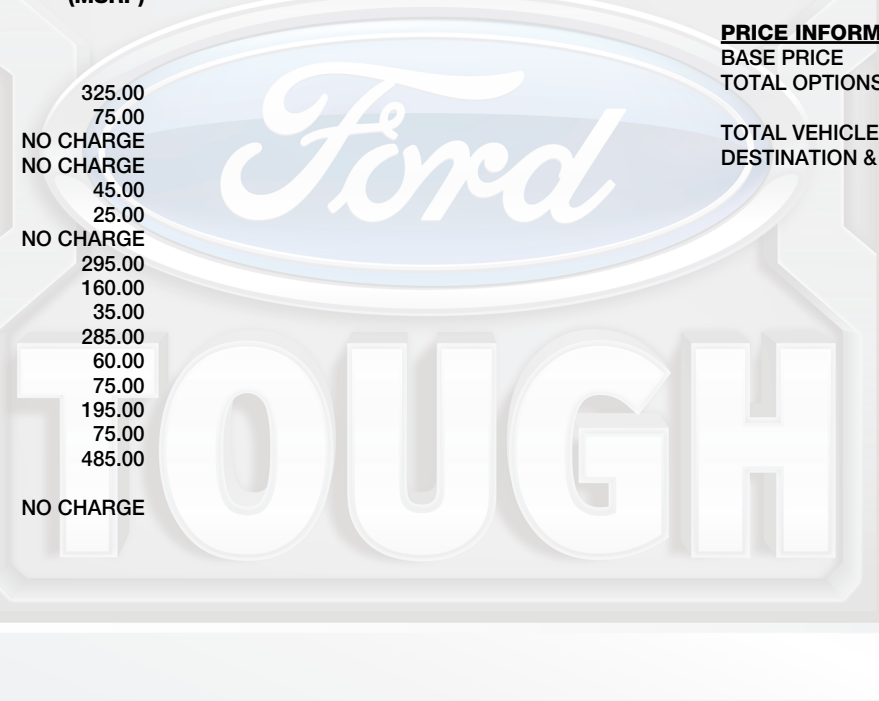 (MSRP)
325.00
75.00
NO CHARGE
NO CHARGE
45.00
25.00
NO CHARGE
295.00
160.00
35.00
285.00
60.00
75.00
195.00
75.00
485.00
NO CHARGE
PRICE INFORM
BASE PRICE
TOTAL OPTIONS
TOTAL VEHICLE
DESTINATION &
Ford
TOUGH